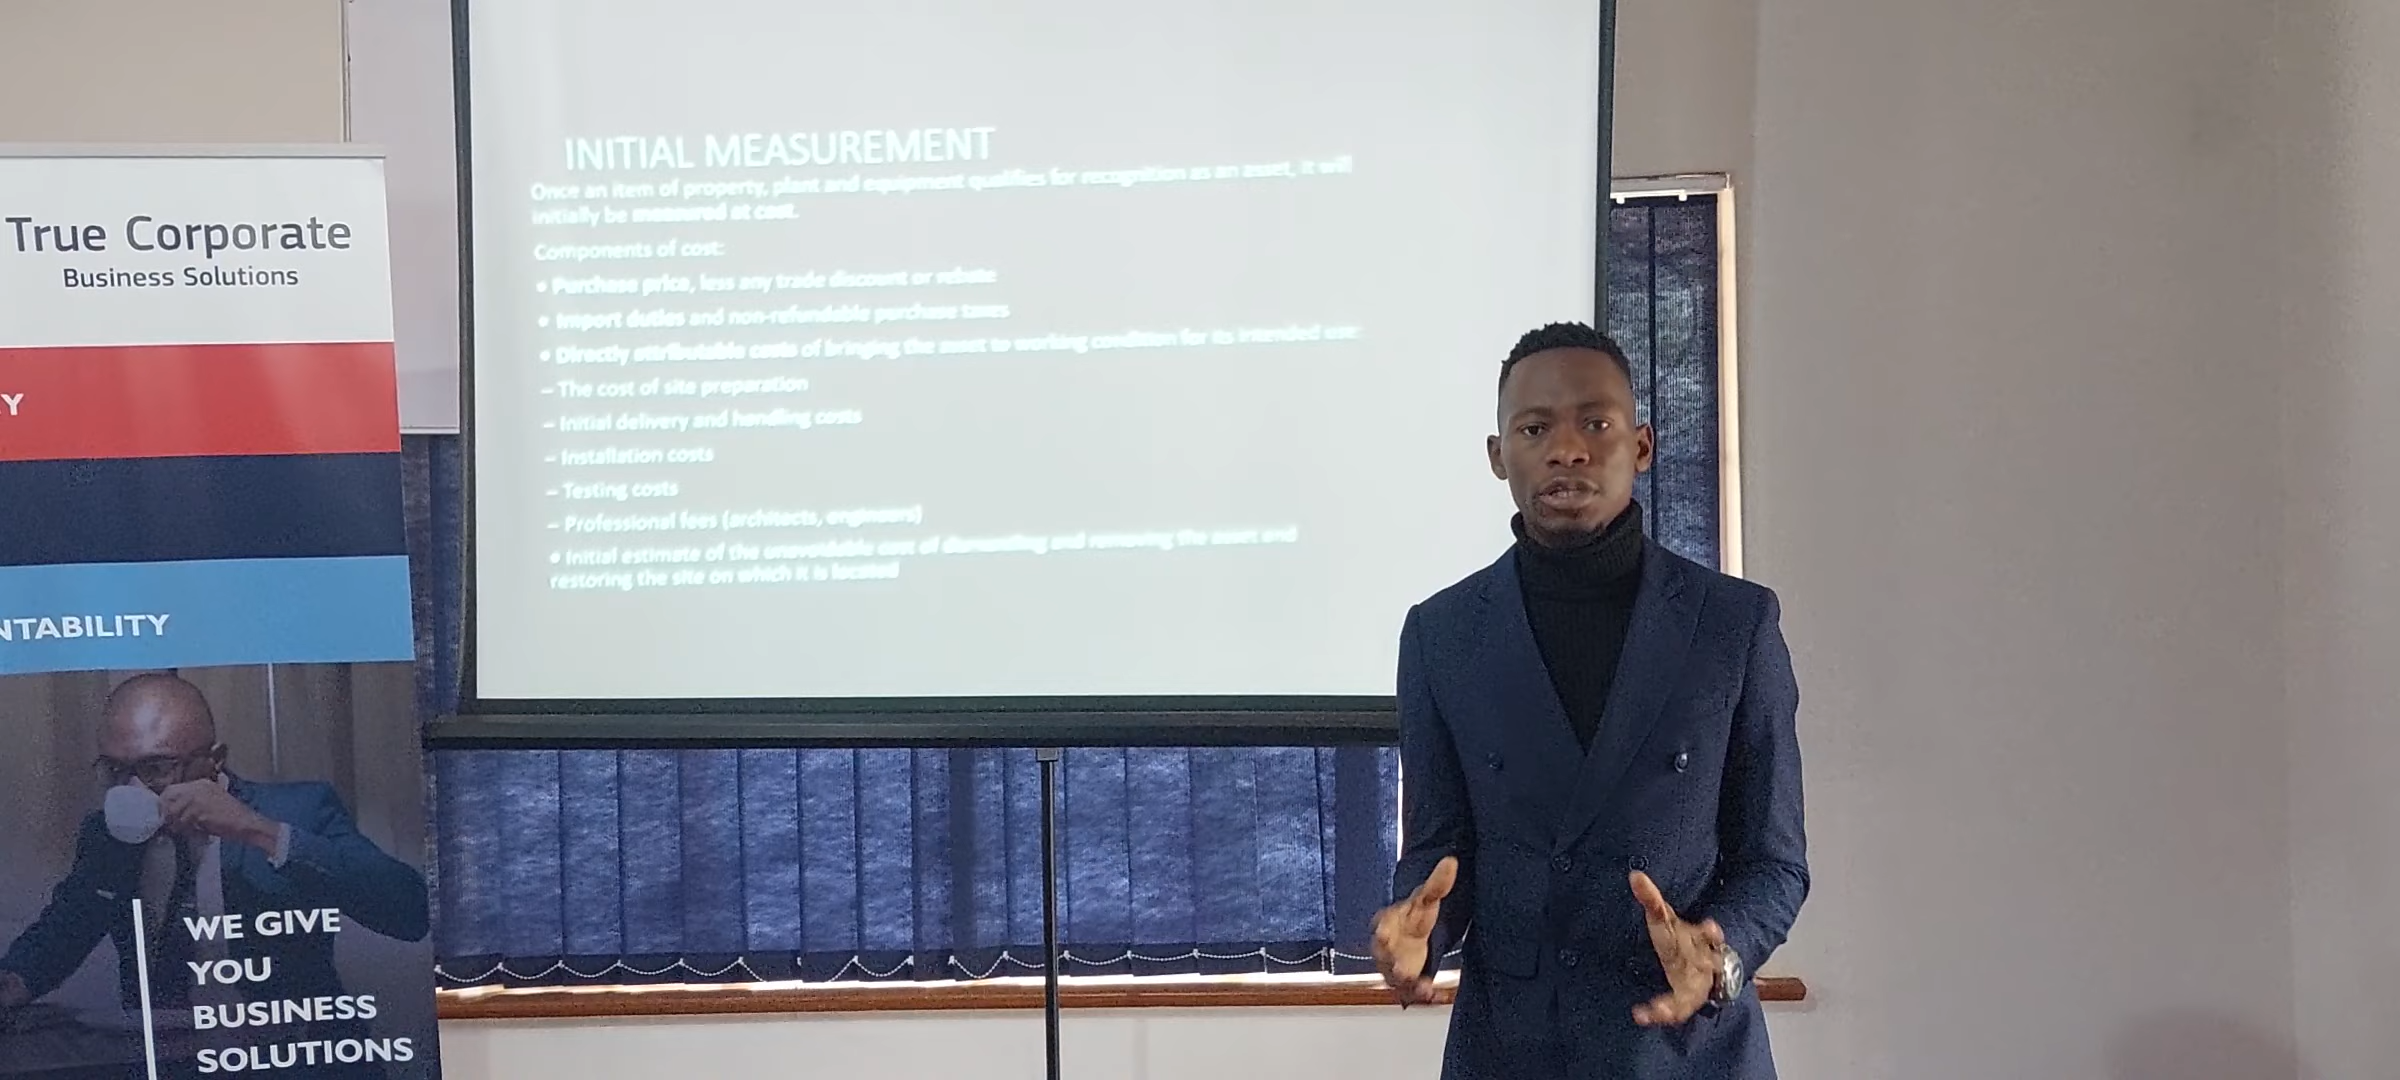 True Corporate
Business Solutions
Y
NTABILITY
WE GIVE
YOU
BUSINESS
SOLUTIONS
INITIAL MEASUREMENT
Once an item of property, plant and equipment qualifies for recognition as an asset, it will
initially be measured at cost.
Components of cost:
• Purchase price, less any trade discount or rebate
• Import duties and non-refundable purchase taxes
• Directly attributable costs of bringing the asset to working condition for its intended use:
– The cost of site preparation
– Initial delivery and handling costs
– Installation costs
– Testing costs
– Professional fees (architects, engineers)
• Initial estimate of the unavoidable cost of dismantling and removing the asset and
restoring the site on which it is located